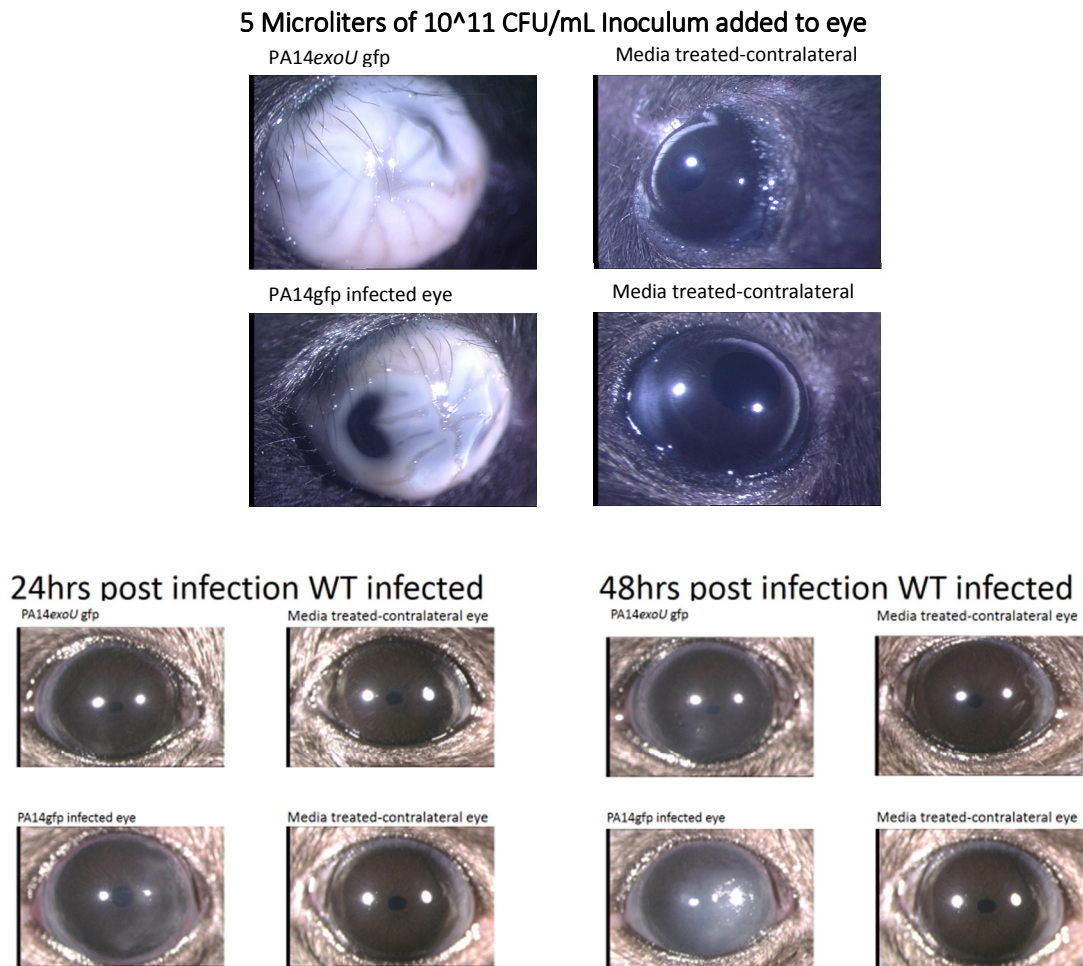 5 Microliters of 10^11 CFU/mL Inoculum added to eye
PA14exoU gfp
Media treated-contralateral
PA14gfp infected eye
Media treated-contralateral
24hrs post infection WT infected
PA14exoU gfp
Media treated-contralateral eye
PA14gfp infected eye
Media treated-contralateral eye
48hrs post infection WT infected
PA14exoU gfp
Media treated-contralateral eye
PA14gfp infected eye
Media treated-contralateral eye